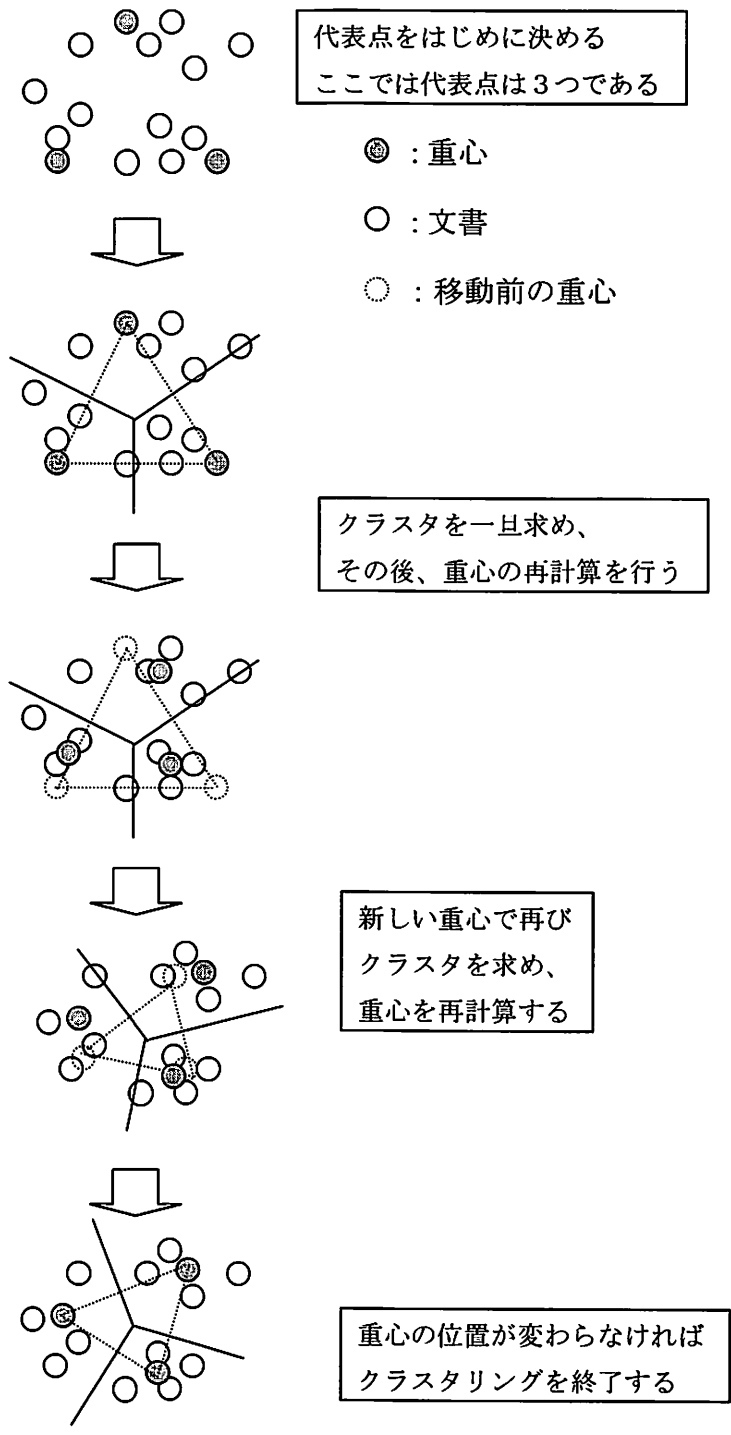 代表点をはじめに決める
ここでは代表点は3つである
:重心
:文書
:移動前の重心
クラスタを一旦求め、
その後、重心の再計算を行う
新しい重心で再び
クラスタを求め、
重心を再計算する
重心の位置が変わらなければ
クラスタリングを終了する